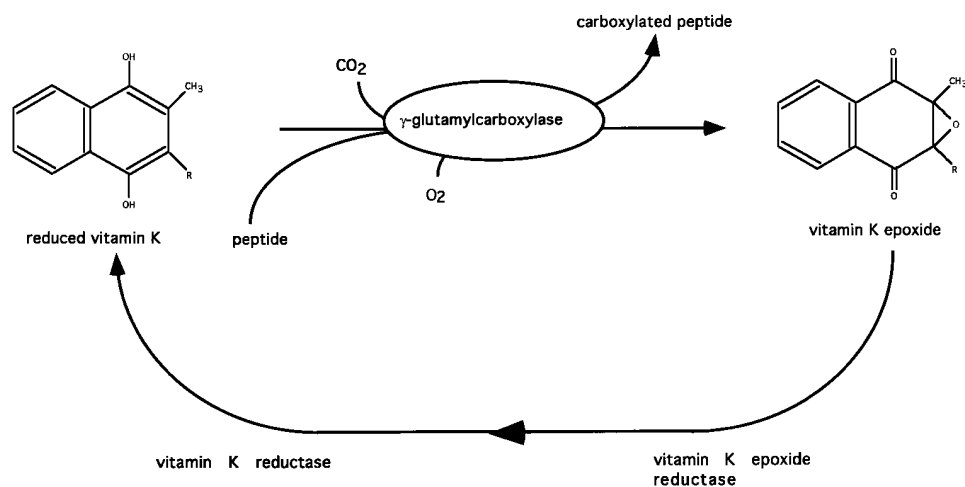 carboxylated peptide
OH
CH3
CO2
γ-glutamylcarboxylase
O
CH3
O
R
OH
O2
R
O
reduced vitamin K
peptide
vitamin K epoxide
vitamin K reductase
vitamin K epoxide
reductase